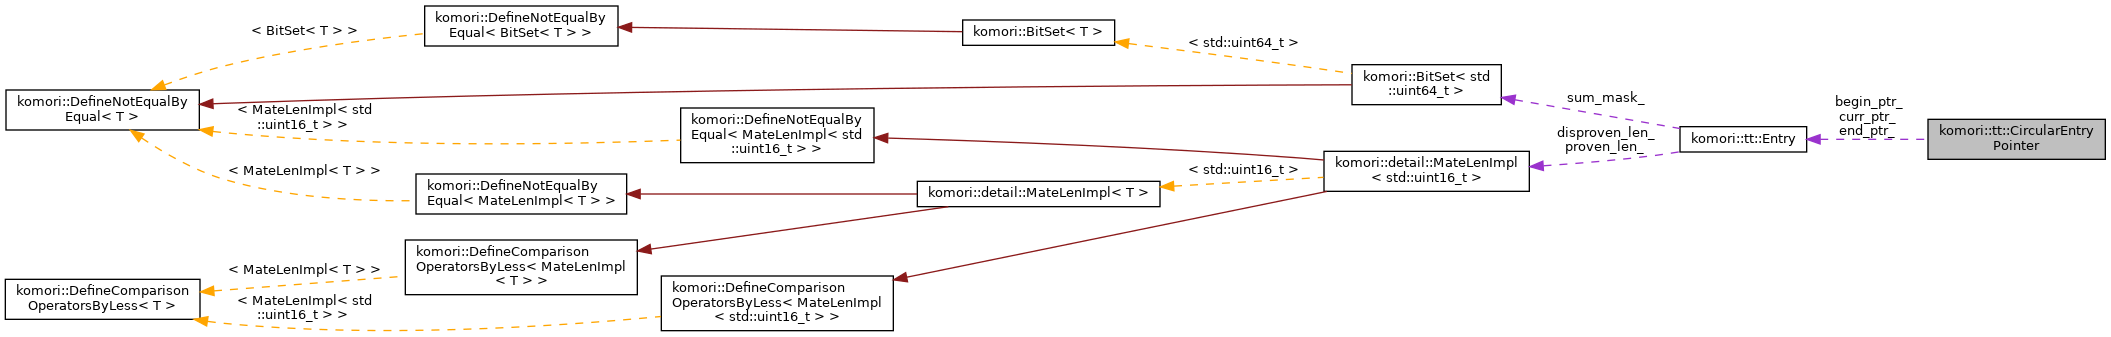 komori::DefineNotEqualBy
Equal< BitSet< T > >
< BitSet< T > >
komori::BitSet< T >
< std::uint64_t >
komori::BitSet< std
::uint64_t >
komori::DefineNotEqualBy
Equal< T >
< MateLenImpl< std
::uint16_t > >
komori::DefineNotEqualBy
Equal< MateLenImpl< std
::uint16_t > >
sum_mask_
begin_ptr_
curr_ptr_
end_ptr_
komori::tt::CircularEntry
Pointer
disproven_len_
proven_len_
komori::tt::Entry
komori::detail::MateLenImpl
< std::uint16_t >
< MateLenImpl< T > >
komori::DefineNotEqualBy
Equal< MateLenImpl< T > >
komori::detail::MateLenImpl< T >
< std::uint16_t >
komori::DefineComparison
OperatorsByLess< MateLenImpl
< T > >
< MateLenImpl< T > >
komori::DefineComparison
OperatorsByLess< T >
< MateLenImpl< std
::uint16_t > >
komori::DefineComparison
OperatorsByLess< MateLenImpl
< std::uint16_t > >